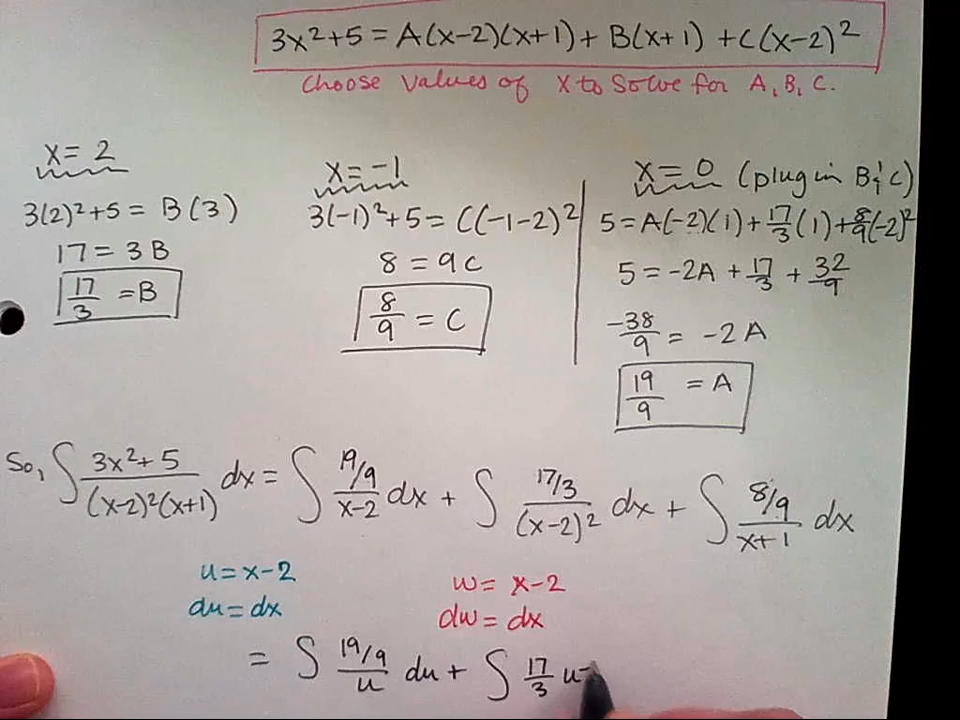 3x²+5 = A(x-2)(x+1) + B(x+1) + C(x-2)²
Choose values of x to solve for A, B, C.
x = 2
3(2)²+5 = B(3)
17 = 3B
17/3 = B
x = -1
3(-1)²+5 = C(-1-2)²
8 = 9C
8/9 = C
x = 0 (plug in B & C)
5 = A(-2)(1) + 17/3(1) + 8/9(-2)²
5 = -2A + 17/3 + 32/9
-38/9 = -2A
19/9 = A
So, ∫ (3x²+5)/((x-2)²(x+1)) dx = ∫ (19/9)/(x-2) dx + ∫ (17/3)/(x-2)² dx + ∫ (8/9)/(x+1) dx
u = x-2
du = dx
w = x-2
dw = dx
= ∫ (19/9)/u du + ∫ 17/3 u⁻